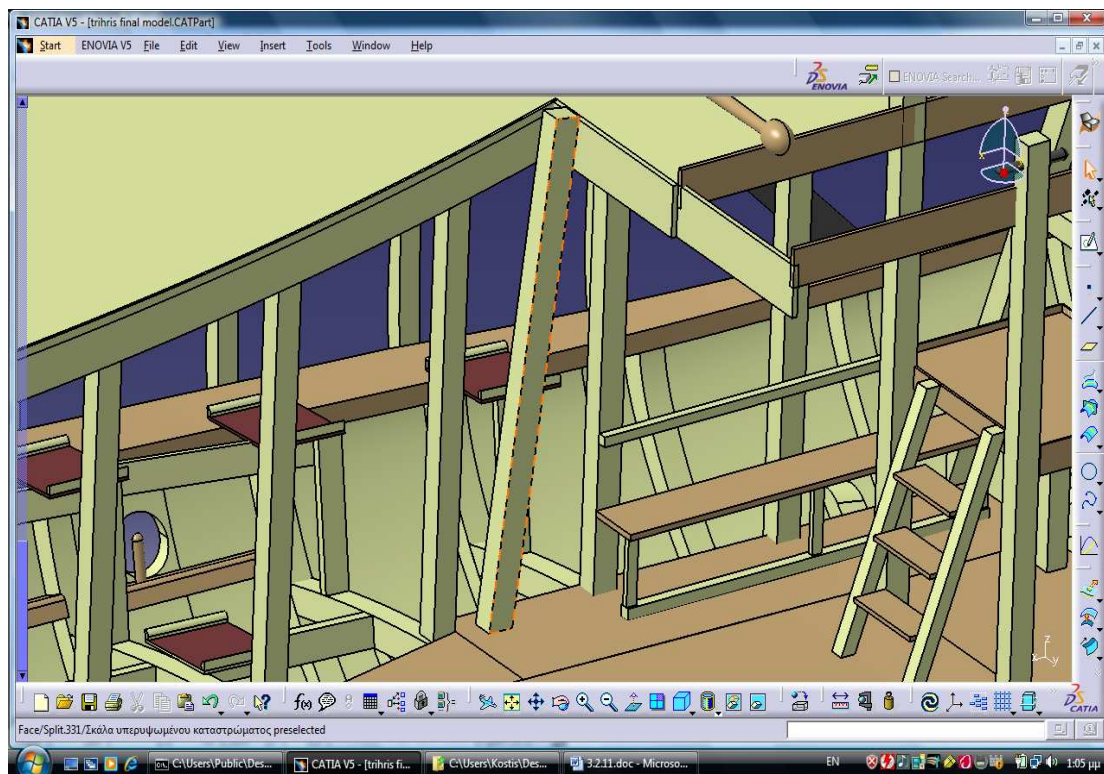 CATIA V5 - [trihris final model.CATPart]
Start ENOVIA V5 File Edit View Insert Tools Window Help
ENOVIA
ENOVIA Search...
x
z
x y
f(x)
CATIA
Face/Split.331/Σκάλα υπερυψωμένου καταστρώματος preselected
C:\Users\Public\Des... CATIA V5 - [trihris fi... C:\Users\Kostis\Des... 3.2.11.doc - Microso... EN 1:05 μμ